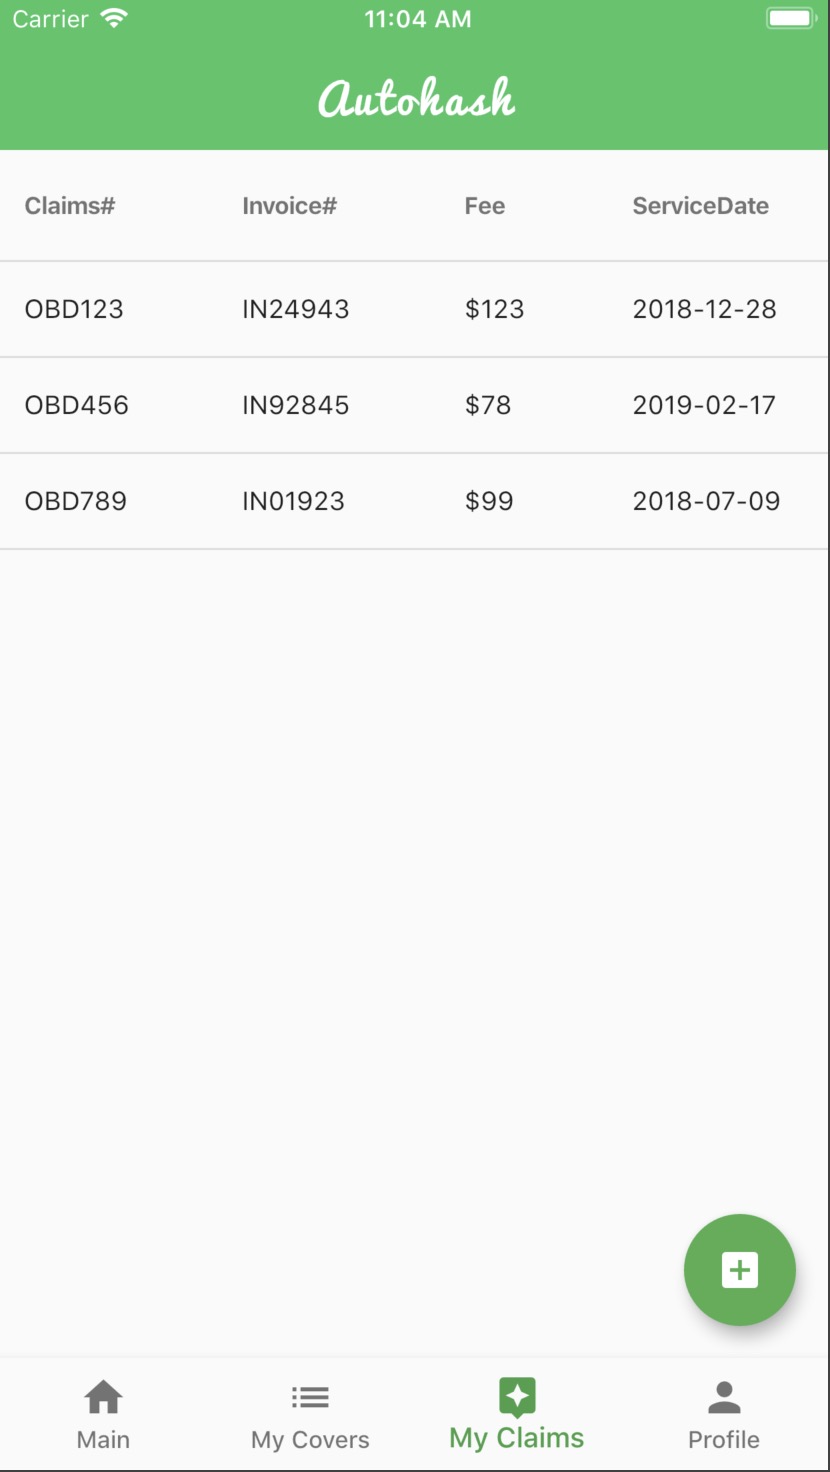 Carrier 11:04 AM
Autohash
Claims# Invoice# Fee ServiceDate
OBD123 IN24943 $123 2018-12-28
OBD456 IN92845 $78 2019-02-17
OBD789 IN01923 $99 2018-07-09
Main My Covers My Claims Profile